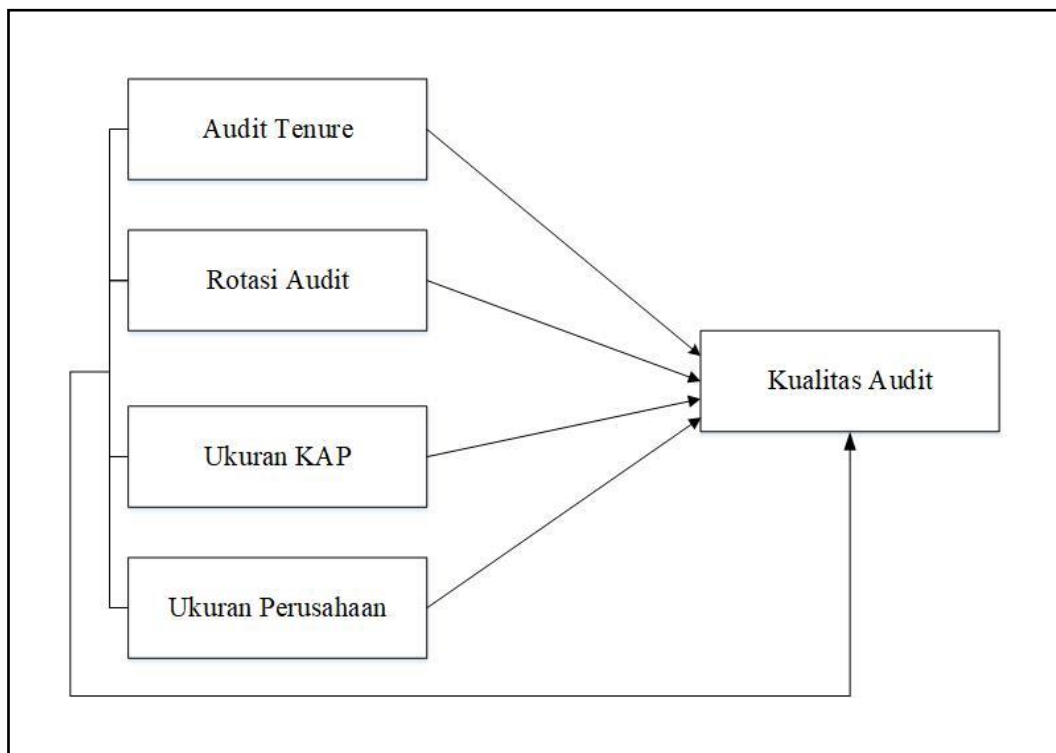 Audit Tenure
Rotasi Audit
Kualitas Audit
Ukuran KAP
Ukuran Perusahaan